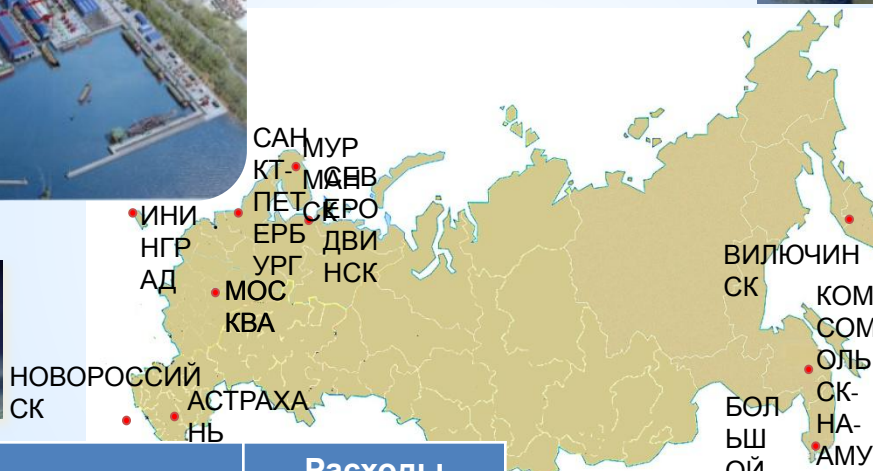 САН
КТ-
ПЕТ
ЕРБ
УРГ
МУР
МАН
СК
СЕВ
ЕРО
ДВИ
НСК
ИНИ
НГР
АД
МОС
КВА
ВИЛЮЧИН
СК
КОМ
СОМ
ОЛЬ
СК-
НА-
АМУ
НОВОРОССИЙ
СК
АСТРАХА
НЬ
БОЛ
ЬШ
ОЙ
Расходы